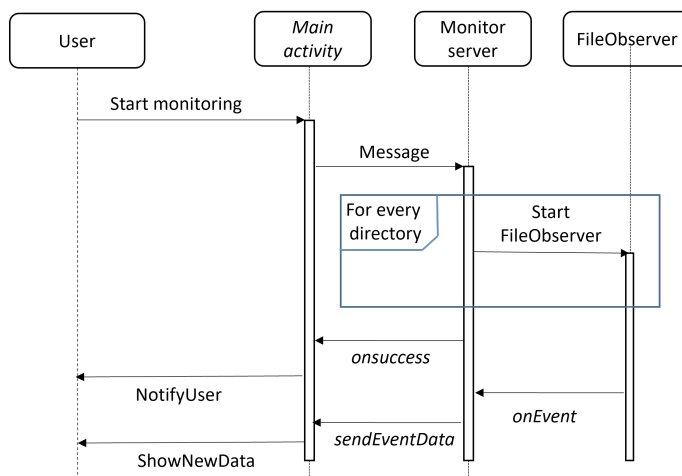 User
Main
activity
Monitor
server
FileObserver
Start monitoring
Message
For every
directory
Start
FileObserver
onsuccess
NotifyUser
onEvent
sendEventData
ShowNewData